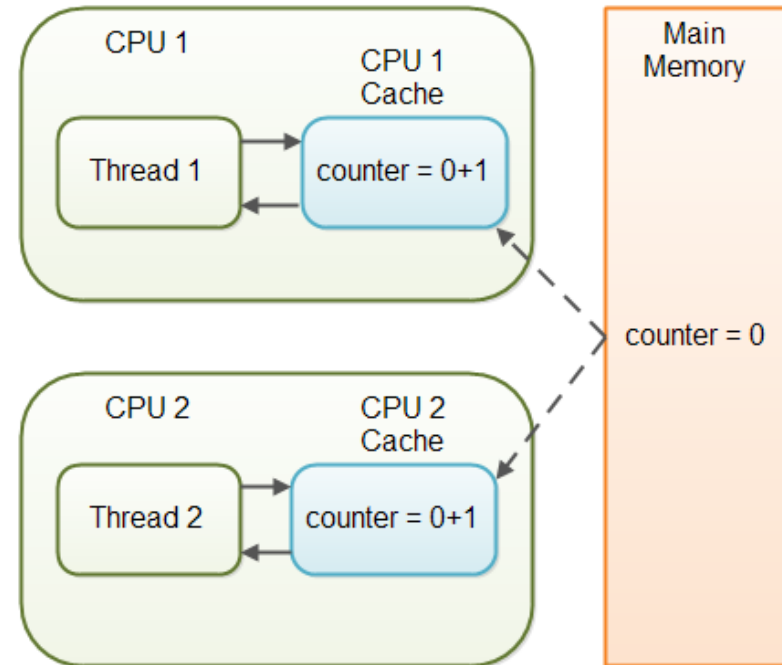 CPU 1
CPU 1
Cache
Thread 1
counter = 0+1
Main
Memory
counter = 0
CPU 2
CPU 2
Cache
Thread 2
counter = 0+1